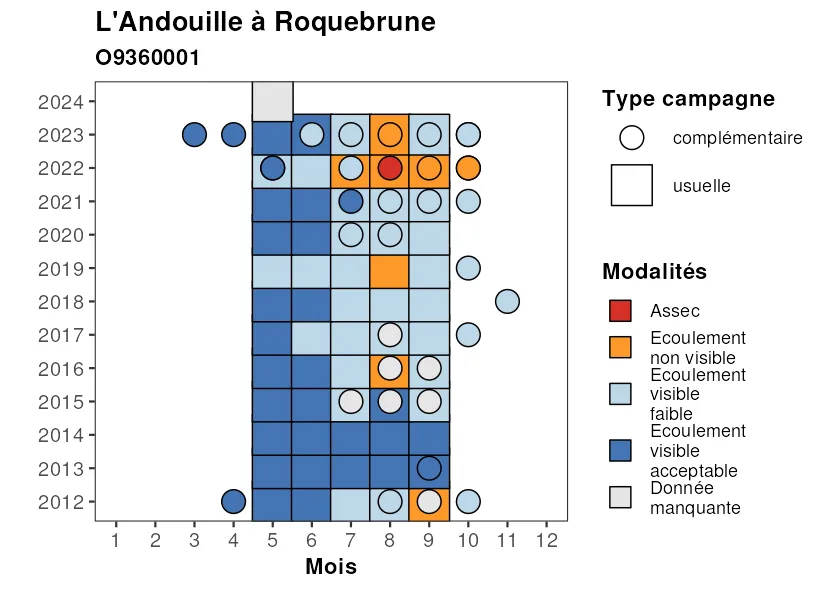 L'Andouille à Roquebrune
O9360001
2024
2023
2022
2021
2020
2019
2018
2017
2016
2015
2014
2013
2012
1 2 3 4 5 6 7 8 9 10 11 12
Mois
Type campagne
complémentaire
usuelle
Modalités
Assec
Ecoulement
non visible
Ecoulement
visible
faible
Ecoulement
visible
acceptable
Donnée
manquante